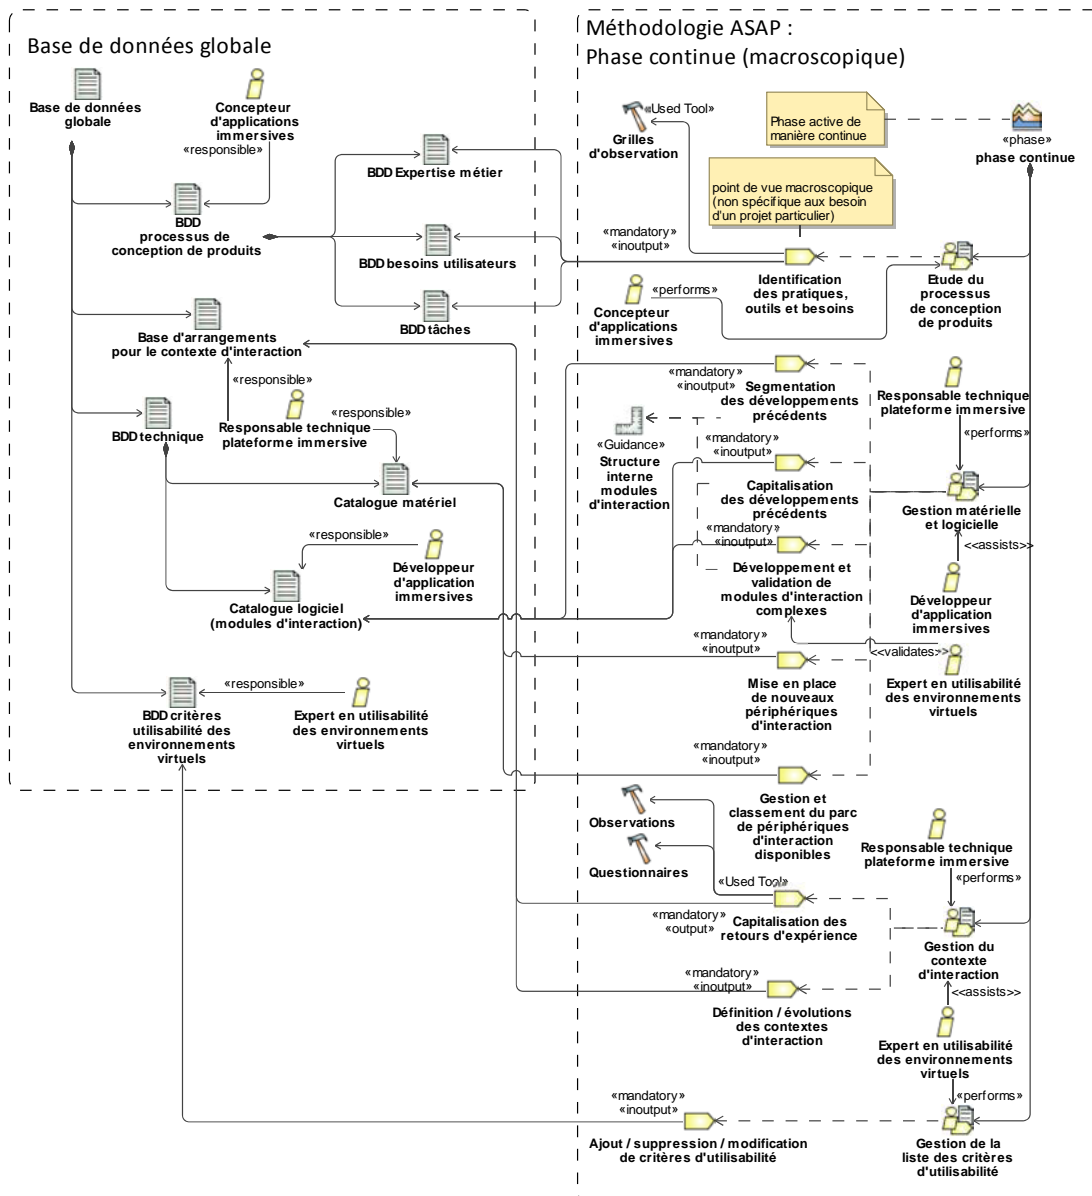 Base de données globale
Base de données
globale
Concepteur
d'applications
immersives
«responsible»
BDD
processus de
conception de produits
BDD Expertise métier
BDD besoins utilisateurs
BDD tâches
Base d'arrangements
pour le contexte d'interaction
«responsible»
Responsable technique
plateforme immersive
«responsible»
BDD technique
Catalogue matériel
«responsible»
Développeur
d'application
immersives
Catalogue logiciel
(modules d'interaction)
BDD critères
utilisabilité des
environnements
virtuels
«responsible»
Expert en utilisabilité
des environnements
virtuels
Méthodologie ASAP :
Phase continue (macroscopique)
«Used Tool»
Grilles
d'observation
Phase active de
manière continue
«phase»
phase continue
point de vue macroscopique
(non spécifique aux besoin
d'un projet particulier)
«mandatory»
«inoutput»
Identification
des pratiques,
outils et besoins
Etude du
processus
de conception
de produits
Concepteur
d'applications
immersives
«performs»
«mandatory»
«inoutput»
Segmentation
des développements
précédents
Responsable technique
plateforme immersive
«performs»
«Guidance»
Structure
interne
modules
d'interaction
«mandatory»
«inoutput»
Capitalisation
des développements
précédents
Gestion matérielle
et logicielle
<<assists>>
«mandatory»
«inoutput»
Développement et
validation de
modules d'interaction
complexes
Développeur
d'application
immersives
<<validates>>
Expert en utilisabilité
des environnements
virtuels
«mandatory»
«inoutput»
Mise en place
de nouveaux
périphériques
d'interaction
«mandatory»
«inoutput»
Gestion et
classement du parc
de périphériques
d'interaction
disponibles
Observations
Questionnaires
«Used Tool»
Responsable technique
plateforme immersive
«performs»
«mandatory»
«output»
Capitalisation des
retours d'expérience
Gestion du
contexte
d'interaction
<<assists>>
«mandatory»
«inoutput»
Définition / évolutions
des contextes
d'interaction
Expert en utilisabilité
des environnements
virtuels
«performs»
«mandatory»
«inoutput»
Ajout / suppression / modification
de critères d'utilisabilité
Gestion de la
liste des critères
d'utilisabilité